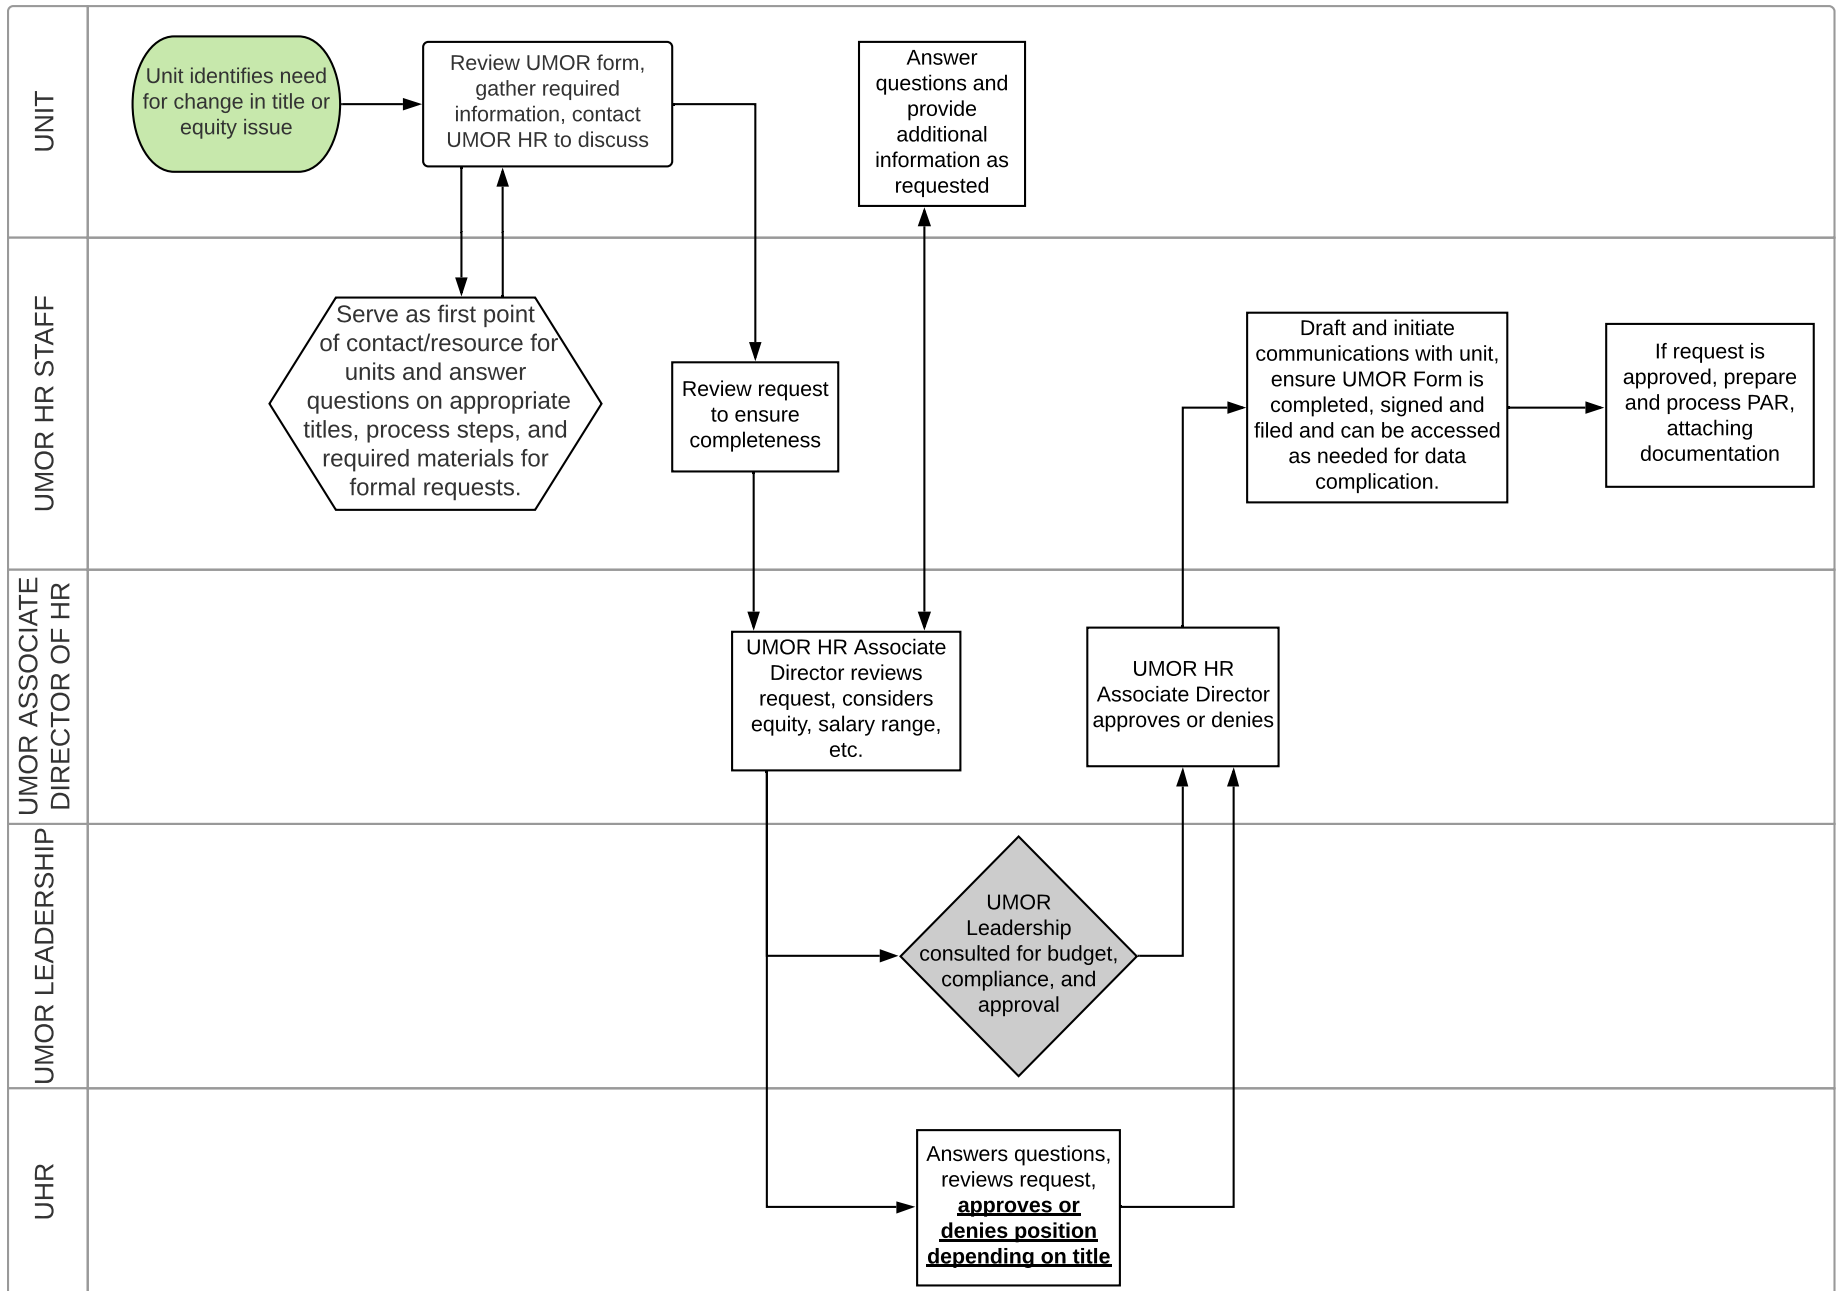 UNIT
Unit identifies need
for change in title or
equity issue
Review UMOR form,
gather required
information, contact
UMOR HR to discuss
Answer
questions and
provide
additional
information as
requested
UMOR HR STAFF
Serve as first point
of contact/resource for
units and answer
questions on appropriate
titles, process steps, and
required materials for
formal requests.
Review request
to ensure
completeness
Draft and initiate
communications with unit,
ensure UMOR Form is
completed, signed and
filed and can be accessed
as needed for data
complication.
If request is
approved, prepare
and process PAR,
attaching
documentation
UMOR ASSOCIATE
DIRECTOR OF HR
UMOR HR Associate
Director reviews
request, considers
equity, salary range,
etc.
UMOR HR
Associate Director
approves or denies
UMOR LEADERSHIP
UMOR
Leadership
consulted for budget,
compliance, and
approval
UHR
Answers questions,
reviews request,
approves or
denies position
depending on title